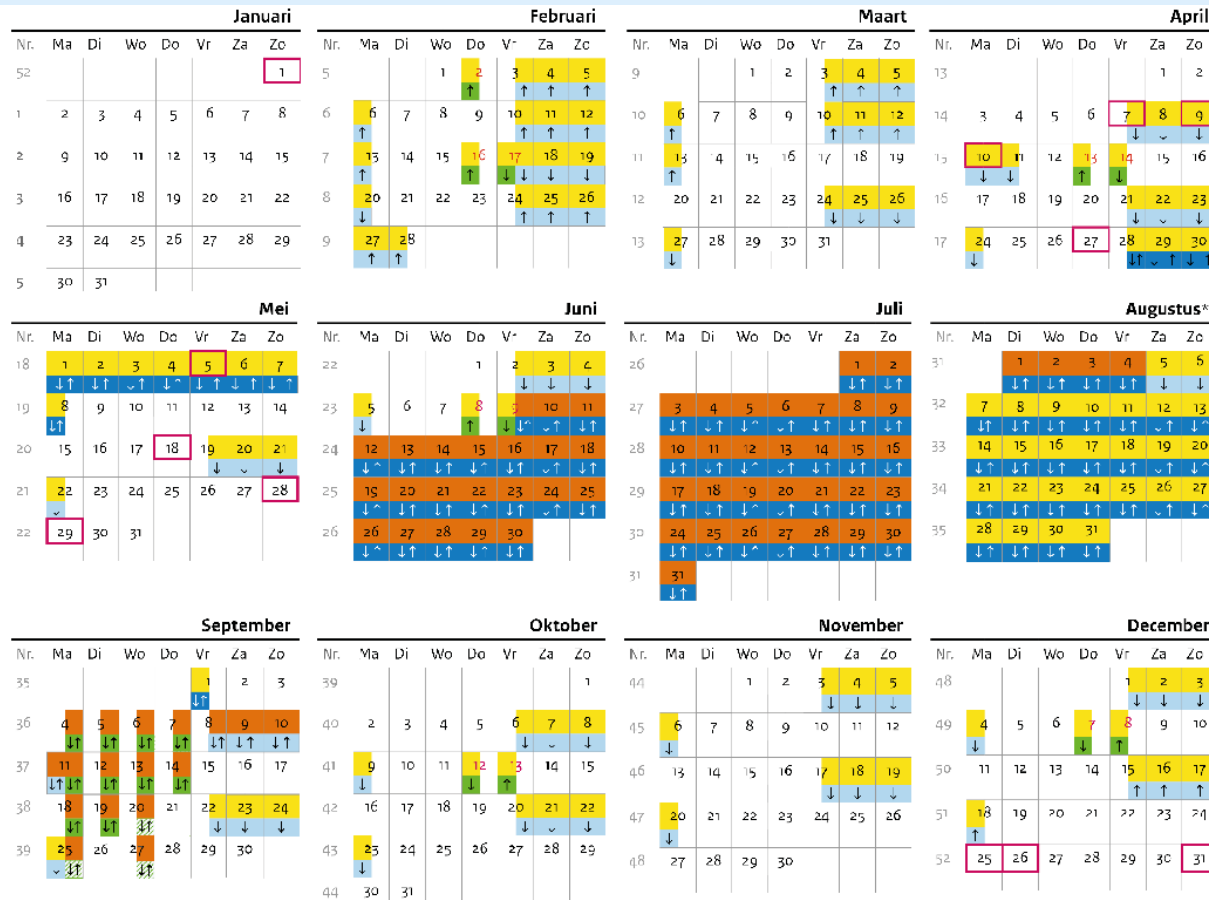 Januari
Nr. Ma Di Wo Do Vr Za Zo
52 1
1 2 3 4 5 6 7 8
2 9 10 11 12 13 14 15
3 16 17 18 19 20 21 22
4 23 24 25 26 27 28 29
5 30 31
Februari
Nr. Ma Di Wo Do Vr Za Zo
5 1 2 3 4 5
6 6 7 8 9 10 11 12
7 13 14 15 16 17 18 19
8 20 21 22 23 24 25 26
9 27 28
Maart
Nr. Ma Di Wo Do Vr Za Zo
9 1 2 3 4 5
10 6 7 8 9 10 11 12
11 13 14 15 16 17 18 19
12 20 21 22 23 24 25 26
13 27 28 29 30 31
April
Nr. Ma Di Wo Do Vr Za Zo
13 1 2
14 3 4 5 6 7 8 9
15 10 11 12 13 14 15 16
16 17 18 19 20 21 22 23
17 24 25 26 27 28 29 30
Mei
Nr. Ma Di Wo Do Vr Za Zo
18 1 2 3 4 5 6 7
19 8 9 10 11 12 13 14
20 15 16 17 18 19 20 21
21 22 23 24 25 26 27 28
22 29 30 31
Juni
Nr. Ma Di Wo Do Vr Za Zo
22 1 2 3 4
23 5 6 7 8 9 10 11
24 12 13 14 15 16 17 18
25 19 20 21 22 23 24 25
26 26 27 28 29 30
Juli
Nr. Ma Di Wo Do Vr Za Zo
26 1 2
27 3 4 5 6 7 8 9
28 10 11 12 13 14 15 16
29 17 18 19 20 21 22 23
30 24 25 26 27 28 29 30
31 31
Augustus*
Nr. Ma Di Wo Do Vr Za Zo
31 1 2 3 4 5 6
32 7 8 9 10 11 12 13
33 14 15 16 17 18 19 20
34 21 22 23 24 25 26 27
35 28 29 30 31
September
Nr. Ma Di Wo Do Vr Za Zo
35 1 2 3
36 4 5 6 7 8 9 10
37 11 12 13 14 15 16 17
38 18 19 20 21 22 23 24
39 25 26 27 28 29 30
Oktober
Nr. Ma Di Wo Do Vr Za Zo
39 1
40 2 3 4 5 6 7 8
41 9 10 11 12 13 14 15
42 16 17 18 19 20 21 22
43 23 24 25 26 27 28 29
44 30 31
November
Nr. Ma Di Wo Do Vr Za Zo
44 1 2 3 4 5
45 6 7 8 9 10 11 12
46 13 14 15 16 17 18 19
47 20 21 22 23 24 25 26
48 27 28 29 30
December
Nr. Ma Di Wo Do Vr Za Zo
48 1 2 3
49 4 5 6 7 8 9 10
50 11 12 13 14 15 16 17
51 18 19 20 21 22 23 24
52 25 26 27 28 29 30 31